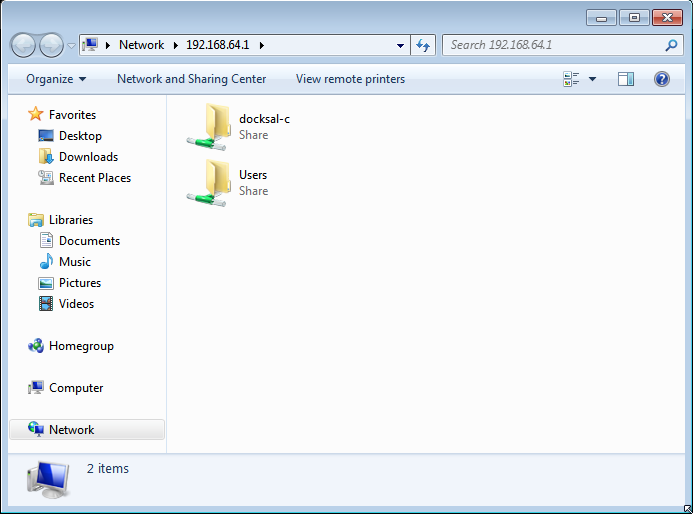 Network 192.168.64.1
Search 192.168.64.1
Organize Network and Sharing Center View remote printers
Favorites
Desktop
Downloads
Recent Places
Libraries
Documents
Music
Pictures
Videos
Homegroup
Computer
Network
docksal-c
Share
Users
Share
2 items